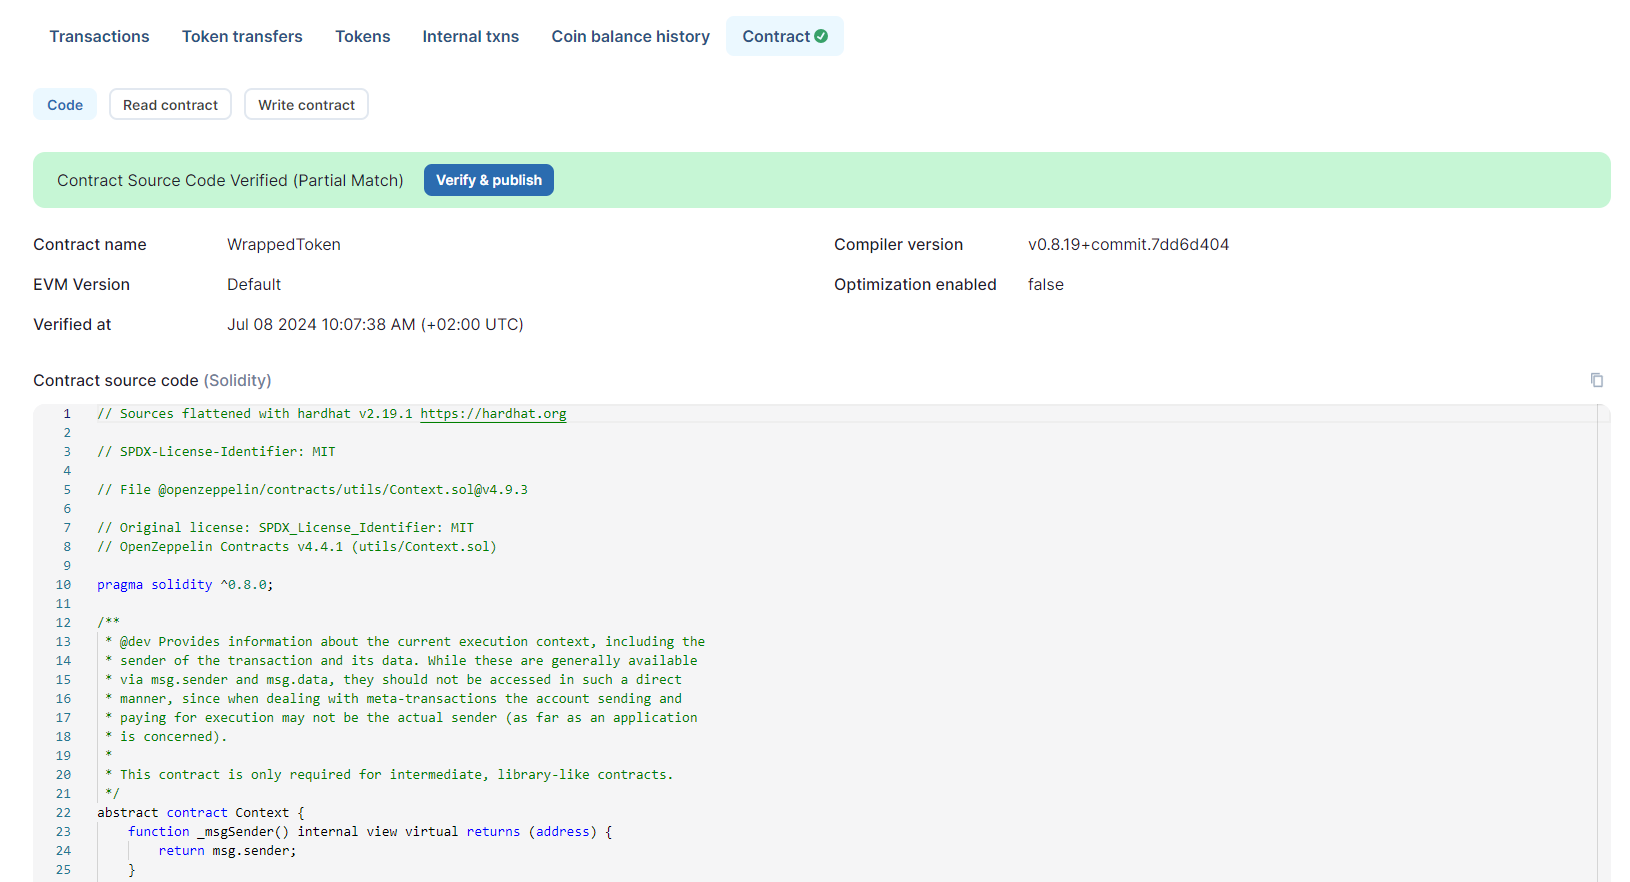 Transactions Token transfers Tokens Internal txns Coin balance history Contract
Code Read contract Write contract
Contract Source Code Verified (Partial Match) Verify & publish
Contract name WrappedToken Compiler version v0.8.19+commit.7dd6d404
EVM Version Default Optimization enabled false
Verified at Jul 08 2024 10:07:38 AM (+02:00 UTC)
Contract source code (Solidity)
1 // Sources flattened with hardhat v2.19.1 https://hardhat.org
2
3 // SPDX-License-Identifier: MIT
4
5 // File @openzeppelin/contracts/utils/Context.sol@v4.9.3
6
7 // Original license: SPDX_License_Identifier: MIT
8 // OpenZeppelin Contracts v4.4.1 (utils/Context.sol)
9
10 pragma solidity ^0.8.0;
11
12 /**
13  * @dev Provides information about the current execution context, including the
14  * sender of the transaction and its data. While these are generally available
15  * via msg.sender and msg.data, they should not be accessed in such a direct
16  * manner, since when dealing with meta-transactions the account sending and
17  * paying for execution may not be the actual sender (as far as an application
18  * is concerned).
19  *
20  * This contract is only required for intermediate, library-like contracts.
21  */
22 abstract contract Context {
23     function _msgSender() internal view virtual returns (address) {
24         return msg.sender;
25     }